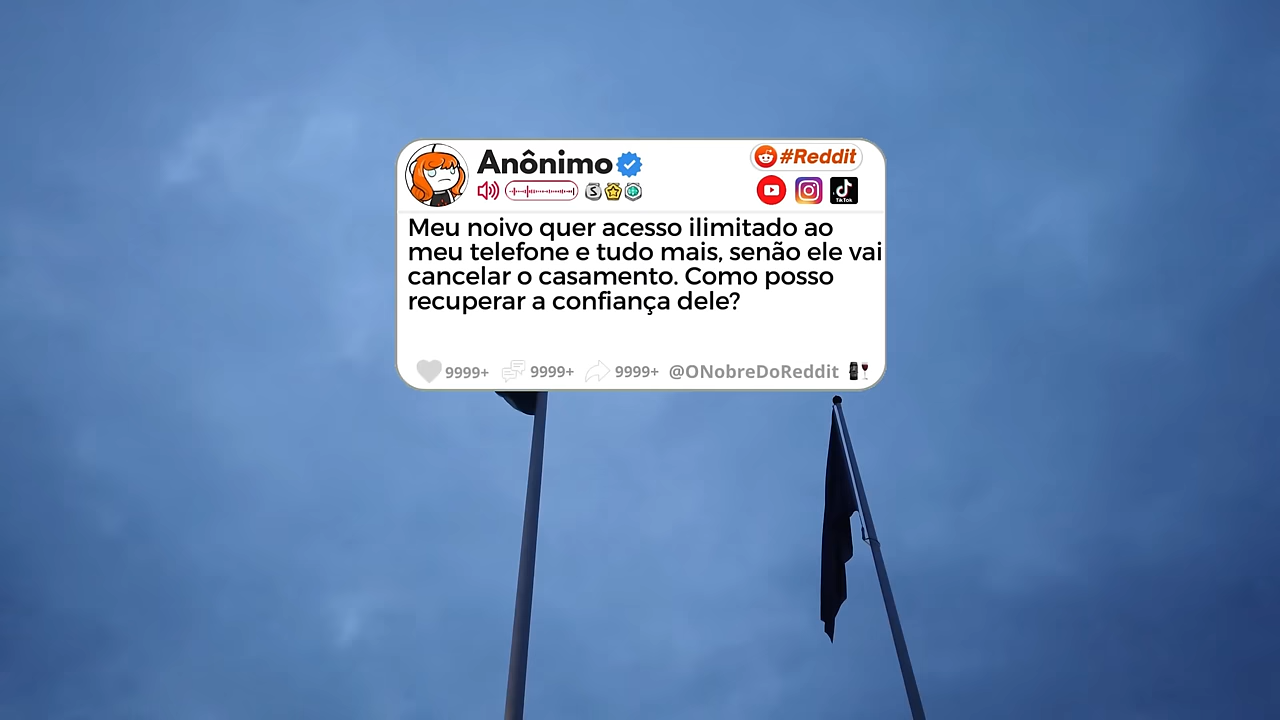 Anônimo
#Reddit
TikTok
Meu noivo quer acesso ilimitado ao
meu telefone e tudo mais, senão ele vai
cancelar o casamento. Como posso
recuperar a confiança dele?
9999+ 9999+ 9999+ @ONobreDoReddit